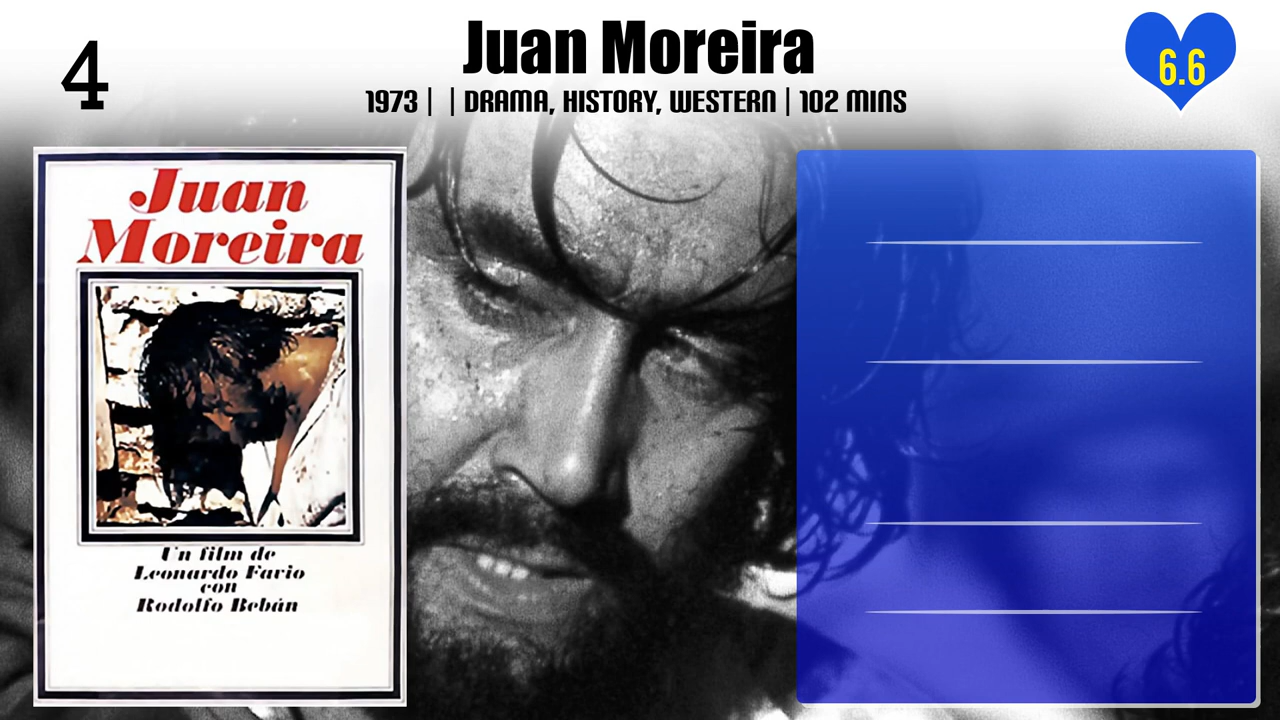 4
Juan Moreira
1973 | | DRAMA, HISTORY, WESTERN | 102 MINS
6.6
Juan
Moreira
Un film de
Leonardo Favio
con
Rodolfo Bebán